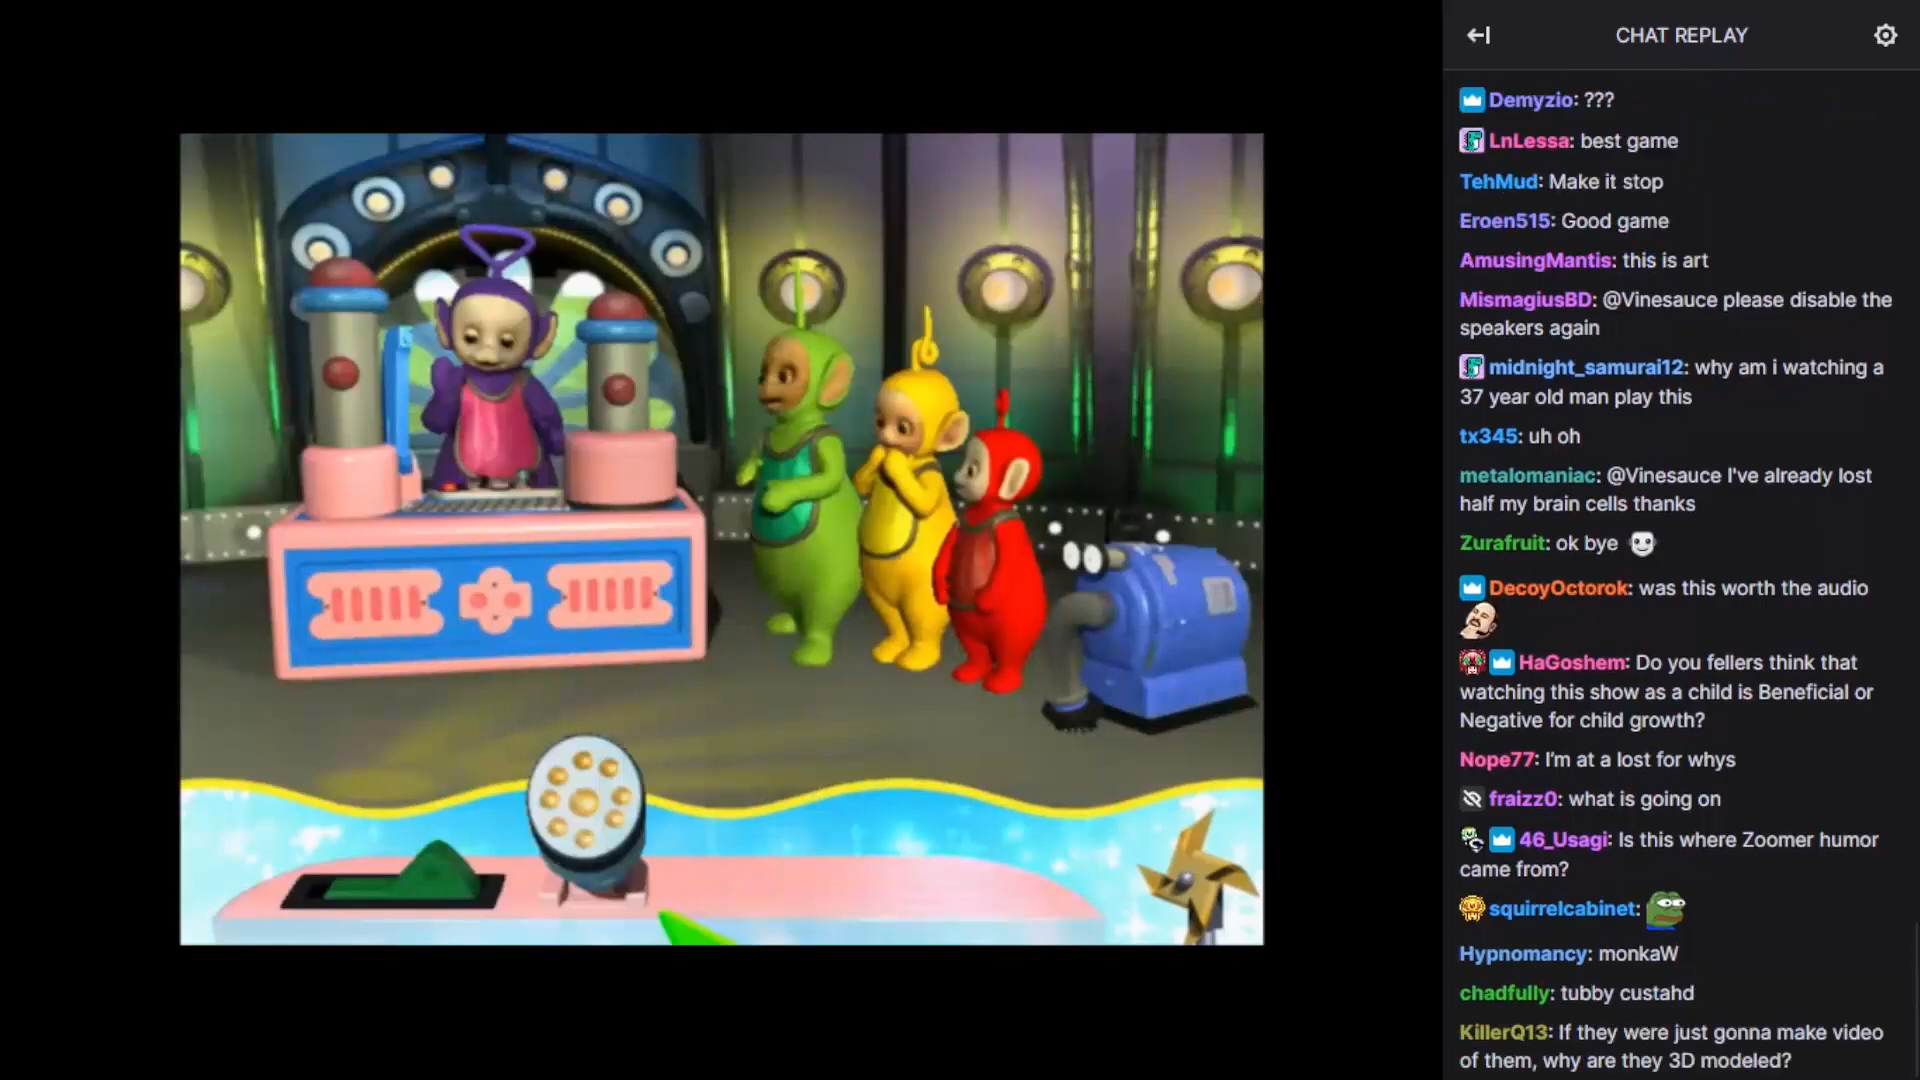 CHAT REPLAY
Demyzio: ???
LnLessa: best game
TehMud: Make it stop
Eroen515: Good game
AmusingMantis: this is art
MismagiusBD: @Vinesauce please disable the
speakers again
midnight_samurai12: why am i watching a
37 year old man play this
tx345: uh oh
metalomaniac: @Vinesauce I've already lost
half my brain cells thanks
Zurafruit: ok bye
DecoyOctorok: was this worth the audio
HaGoshem: Do you fellers think that
watching this show as a child is Beneficial or
Negative for child growth?
Nope77: I'm at a lost for whys
fraizz0: what is going on
46_Usagi: Is this where Zoomer humor
came from?
squirrelcabinet:
Hypnomancy: monkaW
chadfully: tubby custahd
KillerQ13: If they were just gonna make video
of them, why are they 3D modeled?